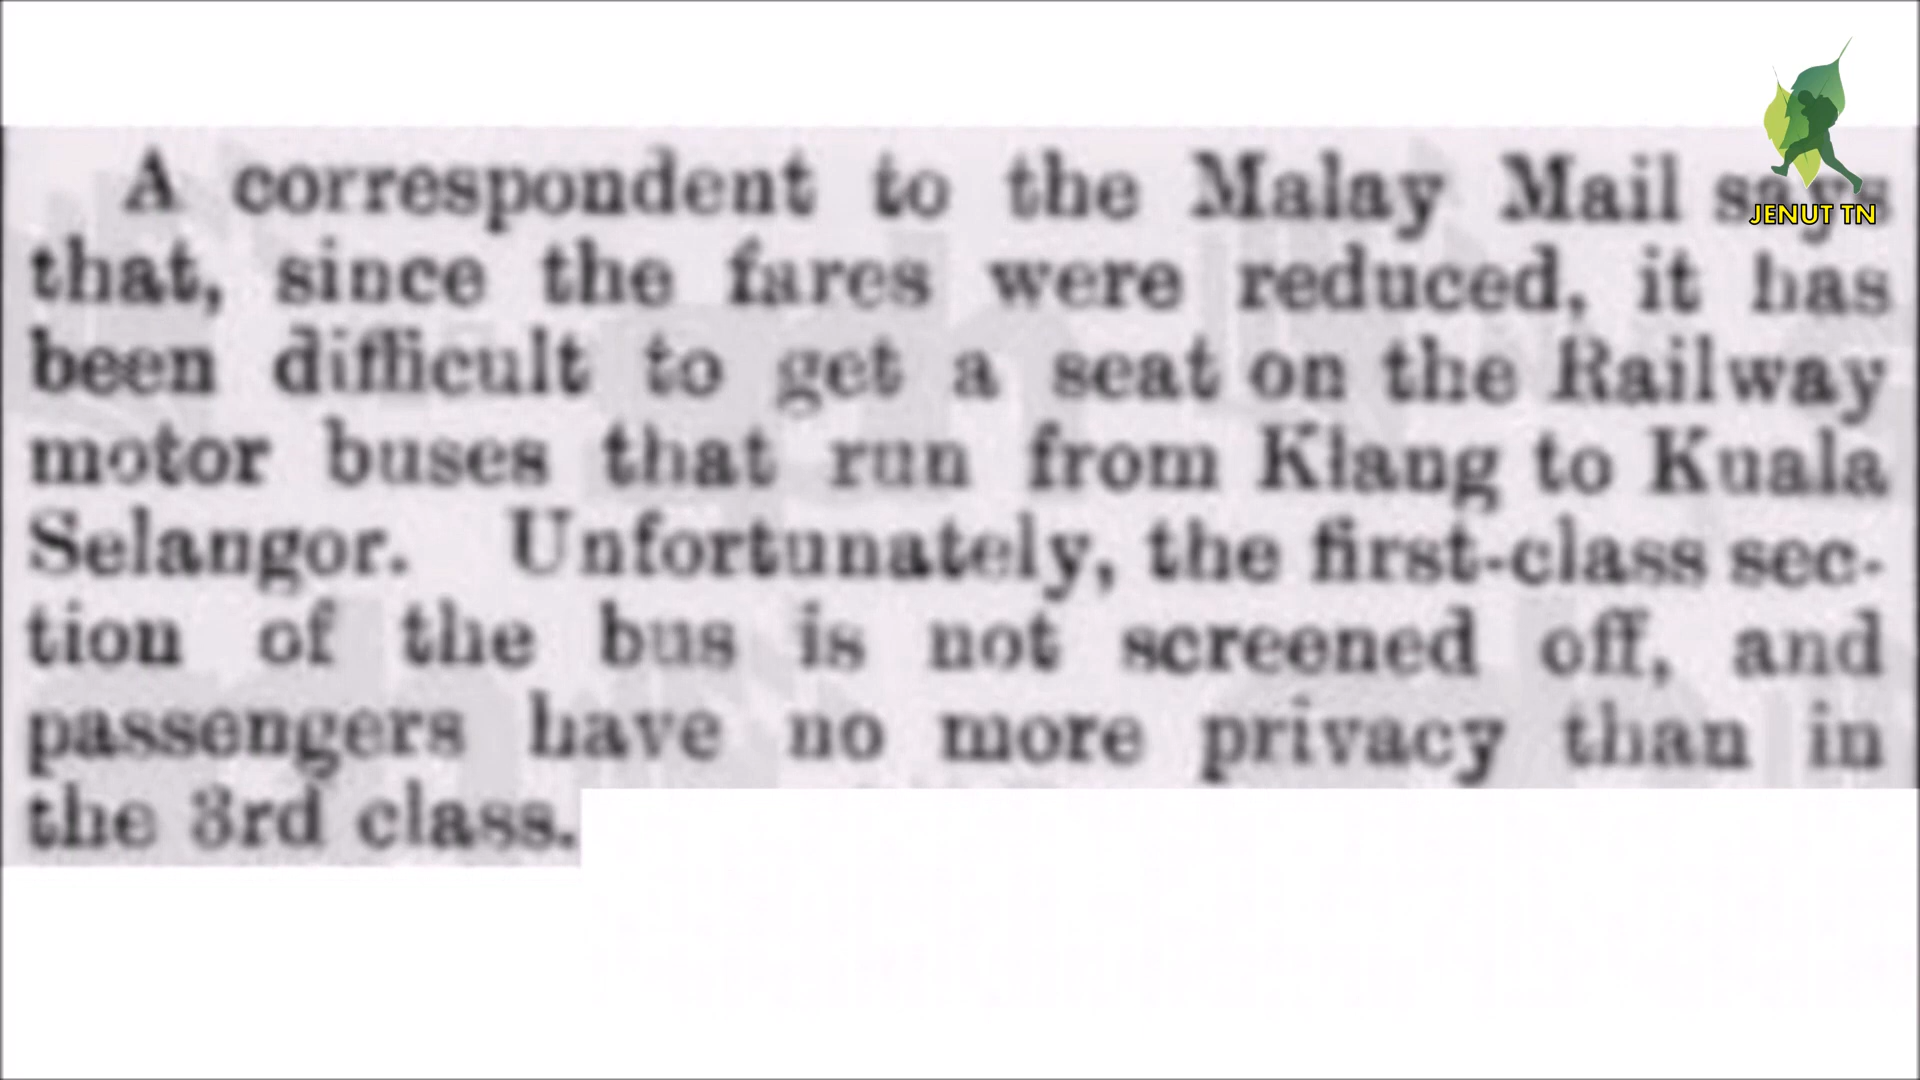 A correspondent to the Malay Mail says
that, since the fares were reduced, it has
been difficult to get a seat on the Railway
motor buses that run from Klang to Kuala
Selangor. Unfortunately, the first-class sec-
tion of the bus is not screened off, and
passengers have no more privacy than in
the 3rd class.
JENUT TN